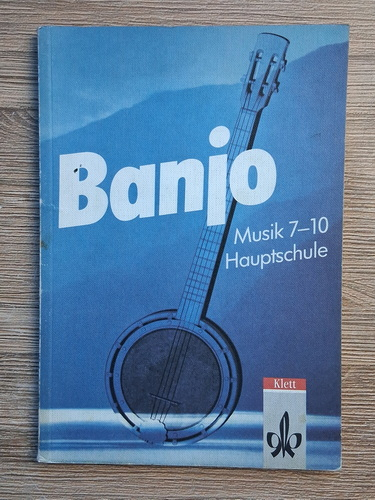 Banjo
Musik 7–10
Hauptschule
Klett